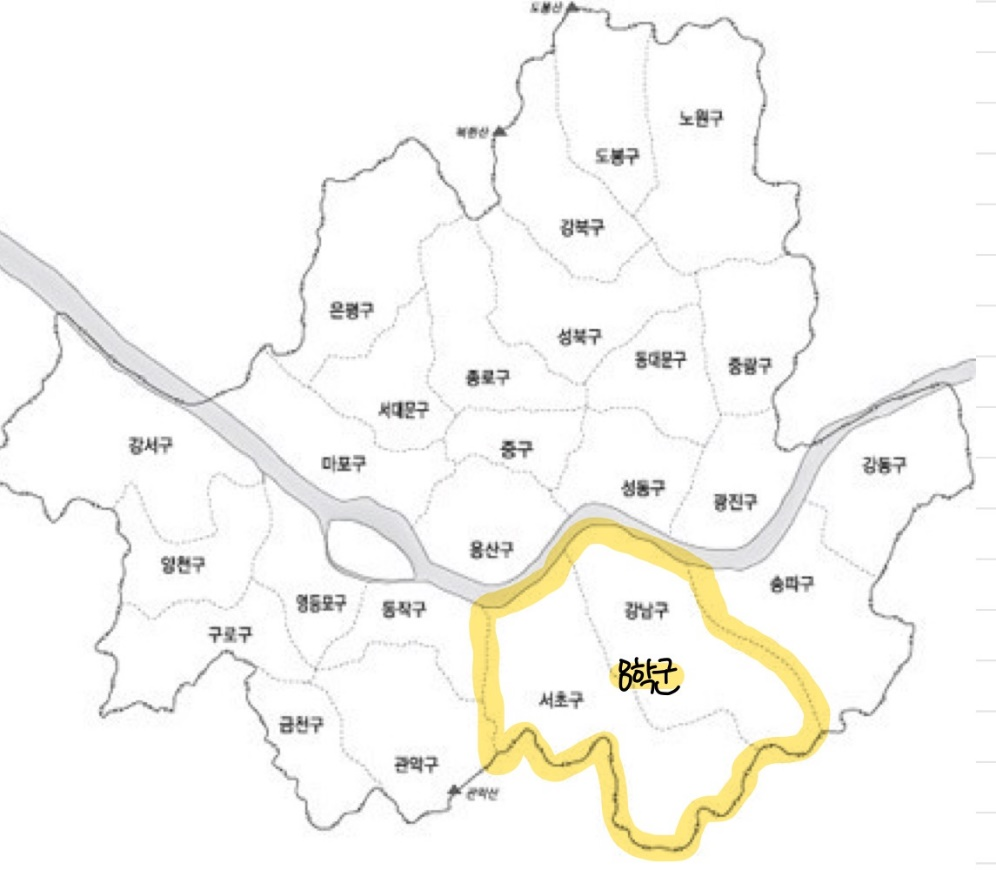 도봉산
노원구
북한산
도봉구
강북구
은평구
성북구
동대문구
중랑구
종로구
서대문구
강서구
중구
마포구
강동구
성동구
광진구
용산구
양천구
송파구
영등포구
동작구
강남구
구로구
8학군
서초구
금천구
관악구
관악산